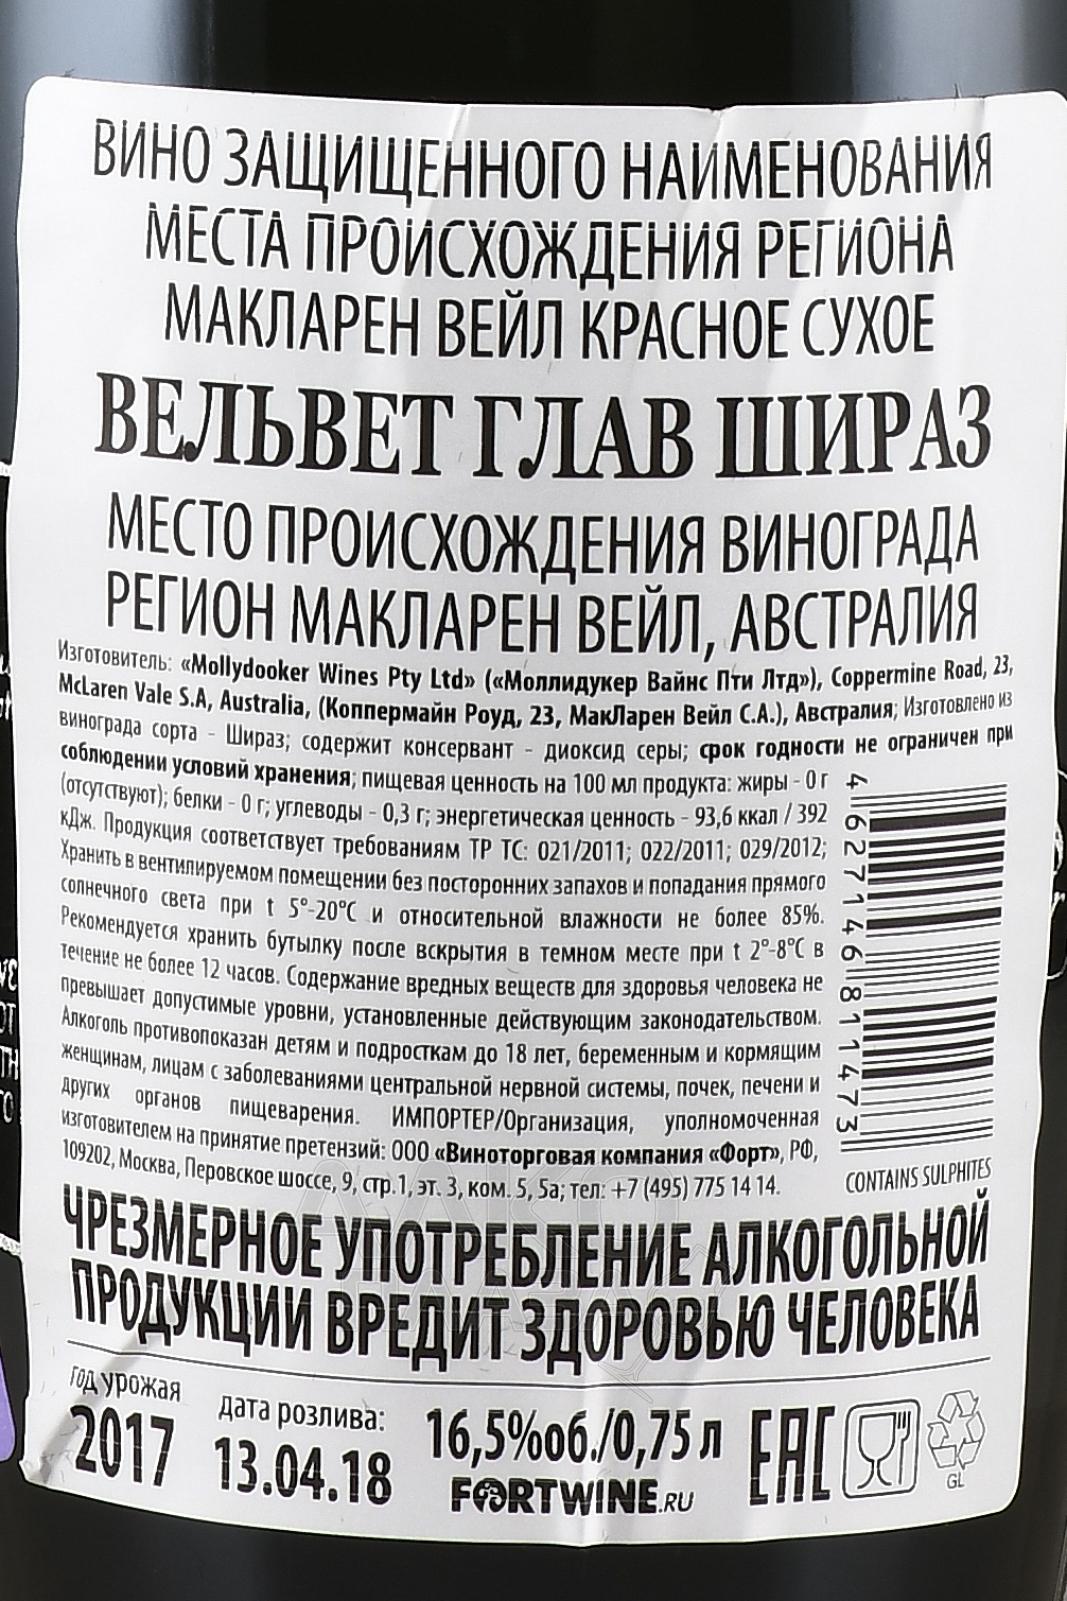 ВИНО ЗАЩИЩЕННОГО НАИМЕНОВАНИЯ
МЕСТА ПРОИСХОЖДЕНИЯ РЕГИОНА
МАКЛАРЕН ВЕЙЛ КРАСНОЕ СУХОЕ
ВЕЛЬВЕТ ГЛАВ ШИРАЗ
МЕСТО ПРОИСХОЖДЕНИЯ ВИНОГРАДА
РЕГИОН МАКЛАРЕН ВЕЙЛ, АВСТРАЛИЯ
Изготовитель: «Mollydooker Wines Pty Ltd» («Моллидукер Вайнс Пти Лтд»), Coppermine Road, 23,
McLaren Vale S.A, Australia, (Коппермайн Роуд, 23, МакЛарен Вейл С.А.), Австралия; Изготовлено из
винограда сорта - Шираз; содержит консервант - диоксид серы; срок годности не ограничен при
соблюдении условий хранения; пищевая ценность на 100 мл продукта: жиры - 0 г
(отсутствуют); белки - 0 г; углеводы - 0,3 г; энергетическая ценность - 93,6 ккал / 392
кДж. Продукция соответствует требованиям ТР ТС: 021/2011; 022/2011; 029/2012;
Хранить в вентилируемом помещении без посторонних запахов и попадания прямого
солнечного света при t 5°-20°С и относительной влажности не более 85%.
Рекомендуется хранить бутылку после вскрытия в темном месте при t 2°-8°С в
течение не более 12 часов. Содержание вредных веществ для здоровья человека не
превышает допустимые уровни, установленные действующим законодательством.
Алкоголь противопоказан детям и подросткам до 18 лет, беременным и кормящим
женщинам, лицам с заболеваниями центральной нервной системы, почек, печени и
других органов пищеварения. ИМПОРТЕР/Организация, уполномоченная
изготовителем на принятие претензий: ООО «Виноторговая компания «Форт», РФ,
109202, Москва, Перовское шоссе, 9, стр.1, эт. 3, ком. 5, 5а; тел: +7 (495) 775 14 14.
4 627146 811473
CONTAINS SULPHITES
ЧРЕЗМЕРНОЕ УПОТРЕБЛЕНИЕ АЛКОГОЛЬНОЙ
ПРОДУКЦИИ ВРЕДИТ ЗДОРОВЬЮ ЧЕЛОВЕКА
год урожая
2017
дата розлива:
13.04.18
16,5%об./0,75 л
FORTWINE.RU
EAC
GL